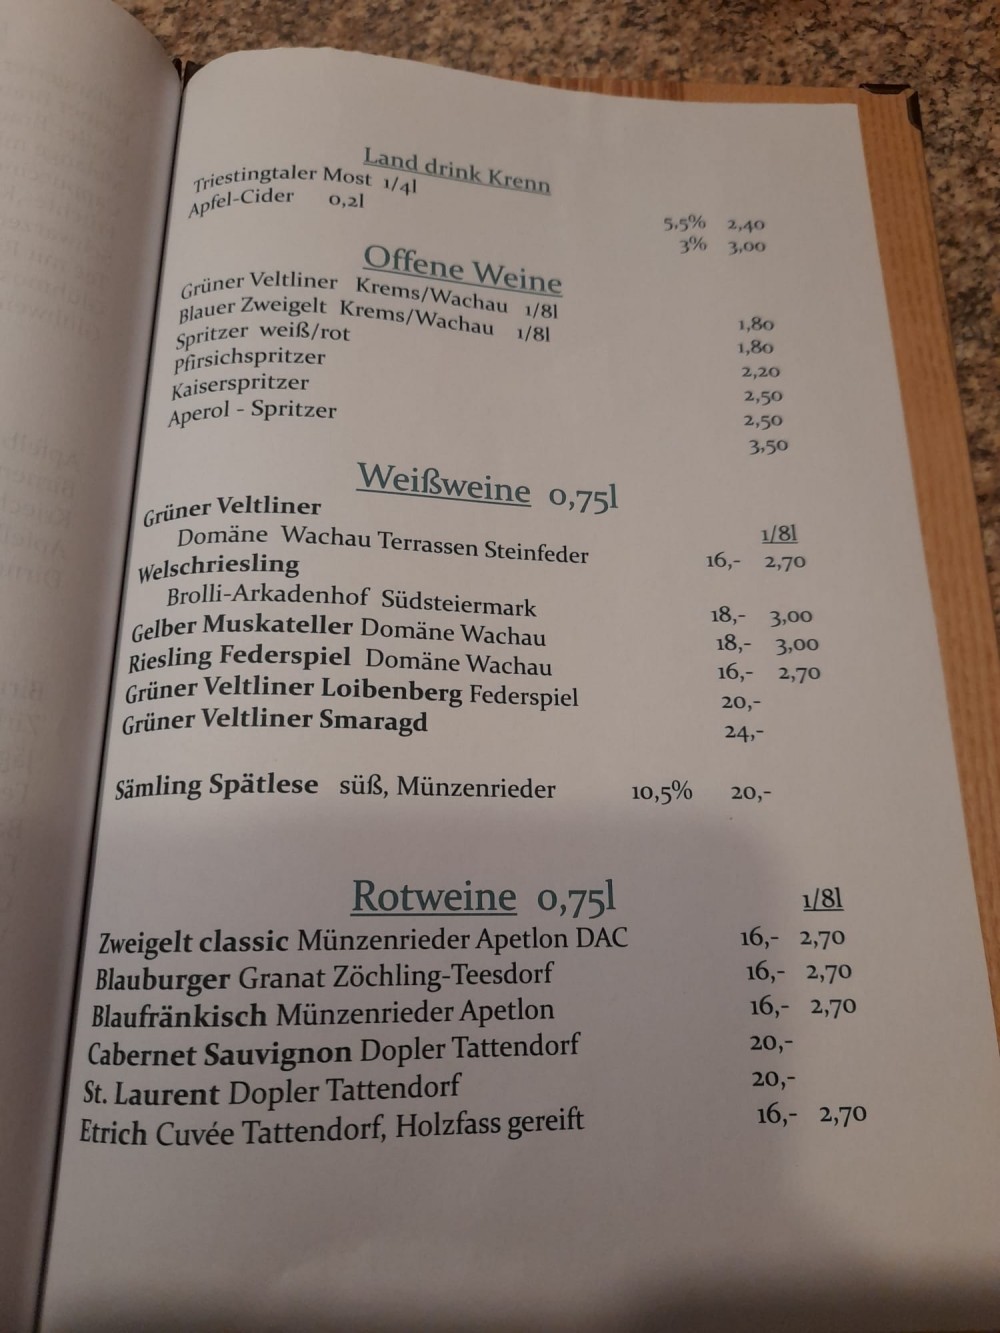 Land drink Krenn
Triestingtaler Most 1/4l 5,5% 2,40
Apfel-Cider 0,2l 3% 3,00
Offene Weine
Grüner Veltliner Krems/Wachau 1/8l 1,80
Blauer Zweigelt Krems/Wachau 1/8l 1,80
Spritzer weiß/rot 2,20
Pfirsichspritzer 2,50
Kaiserspritzer 2,50
Aperol - Spritzer 3,50
Weißweine 0,75l
1/8l
Grüner Veltliner
Domäne Wachau Terrassen Steinfeder 16,- 2,70
Welschriesling
Brolli-Arkadenhof Südsteiermark 18,- 3,00
Gelber Muskateller Domäne Wachau 18,- 3,00
Riesling Federspiel Domäne Wachau 16,- 2,70
Grüner Veltliner Loibenberg Federspiel 20,-
Grüner Veltliner Smaragd 24,-
Sämling Spätlese süß, Münzenrieder 10,5% 20,-
Rotweine 0,75l 1/8l
Zweigelt classic Münzenrieder Apetlon DAC 16,- 2,70
Blauburger Granat Zöchling-Teesdorf 16,- 2,70
Blaufränkisch Münzenrieder Apetlon 16,- 2,70
Cabernet Sauvignon Dopler Tattendorf 20,-
St. Laurent Dopler Tattendorf 20,-
Etrich Cuvée Tattendorf, Holzfass gereift 16,- 2,70